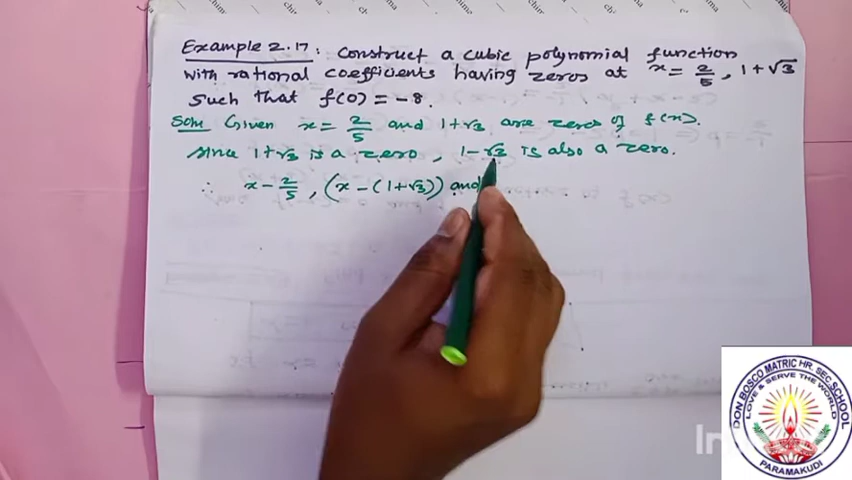 Example 2.17: Construct a cubic polynomial function
with rational coefficients having zeros at x = 2/5, 1+√3
such that f(0) = -8.
Soln Given x = 2/5 and 1+√3 are zeros of f(x).
Since 1+√3 is a zero, 1-√3 is also a zero.
∴ x - 2/5, (x - (1+√3)) and
DON BOSCO MATRIC HR. SEC. SCHOOL
LOVE & SERVE THE WORLD
PARAMAKUDI